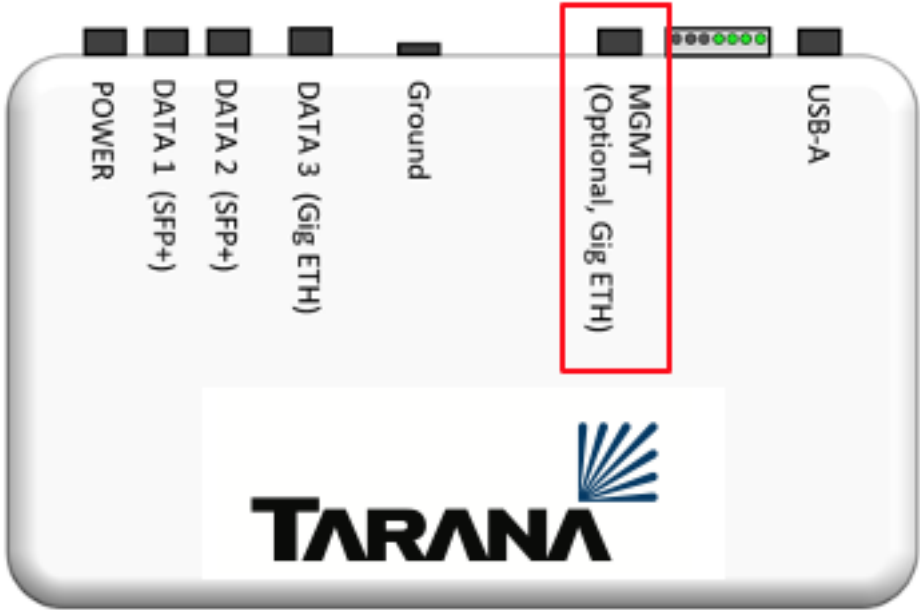 POWER
DATA 1 (SFP+)
DATA 2 (SFP+)
DATA 3 (Gig ETH)
Ground
MGMT
(Optional, Gig ETH)
USB-A
TARANA